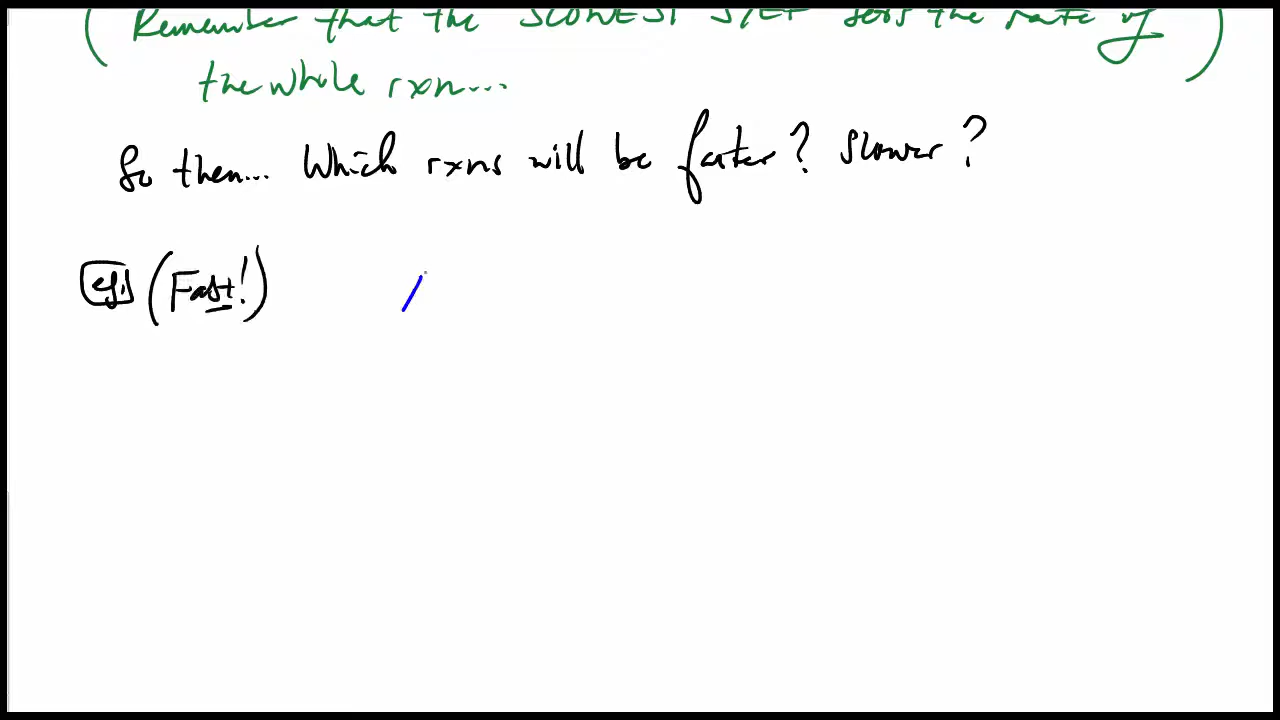 (Remember that the SLOWEST STEP sets the rate of
the whole rxn...)
So then... Which rxns will be faster? Slower?
eg. (Fast!)